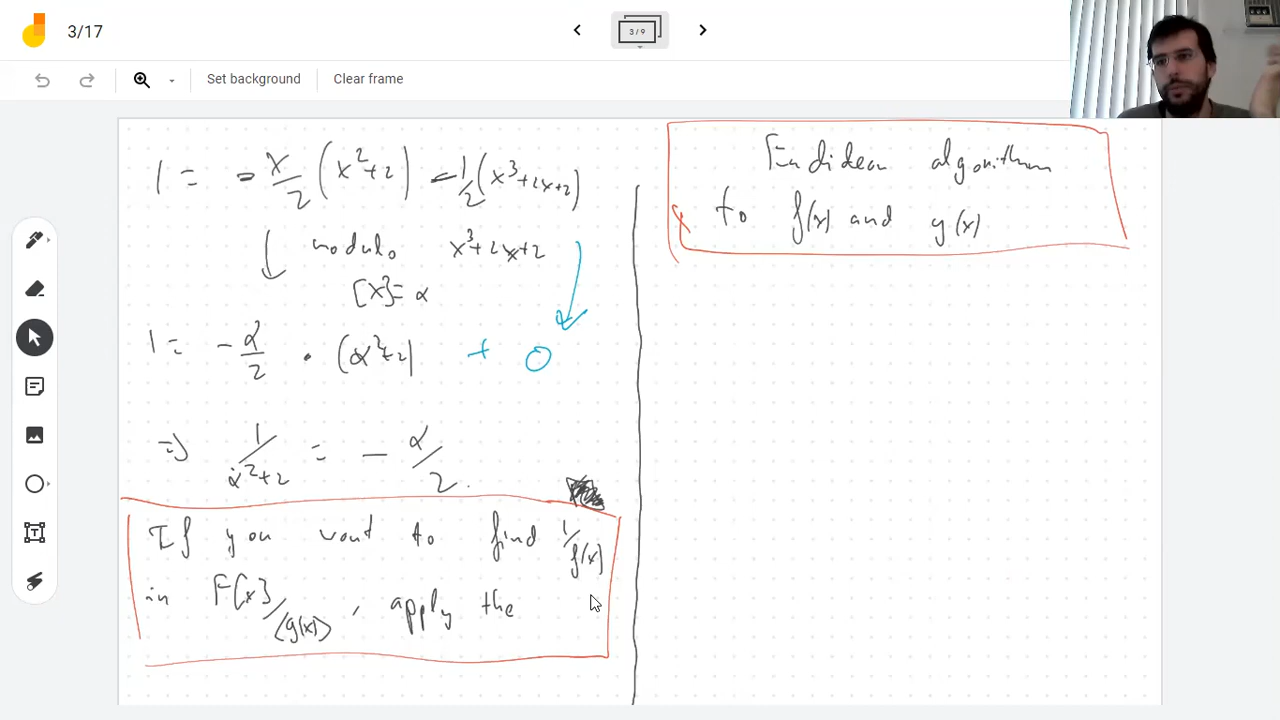 3/17
3 / 9
Set background
Clear frame
1 = - x/2 (x²+2) - 1/2 (x³+2x+2)
modulo x³+2x+2
[x] = α
1 = - α/2 · (α²+2) + 0
=> 1/α²+2 = - α/2.
If you want to find 1/f(x)
in F[x]/<g(x)>, apply the
Euclidean algorithm
to f(x) and g(x)